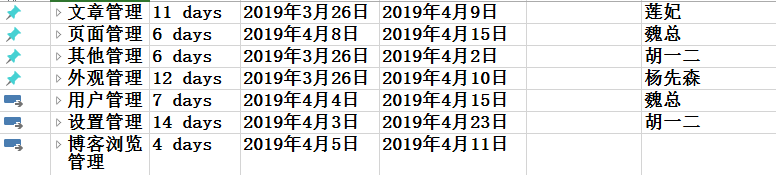 文章管理 11 days 2019年3月26日 2019年4月9日 莲妃
页面管理 6 days 2019年4月8日 2019年4月15日 魏总
其他管理 6 days 2019年3月26日 2019年4月2日 胡一二
外观管理 12 days 2019年3月26日 2019年4月10日 杨先森
用户管理 7 days 2019年4月4日 2019年4月15日 魏总
设置管理 14 days 2019年4月3日 2019年4月23日 胡一二
博客浏览 4 days 2019年4月5日 2019年4月11日
管理